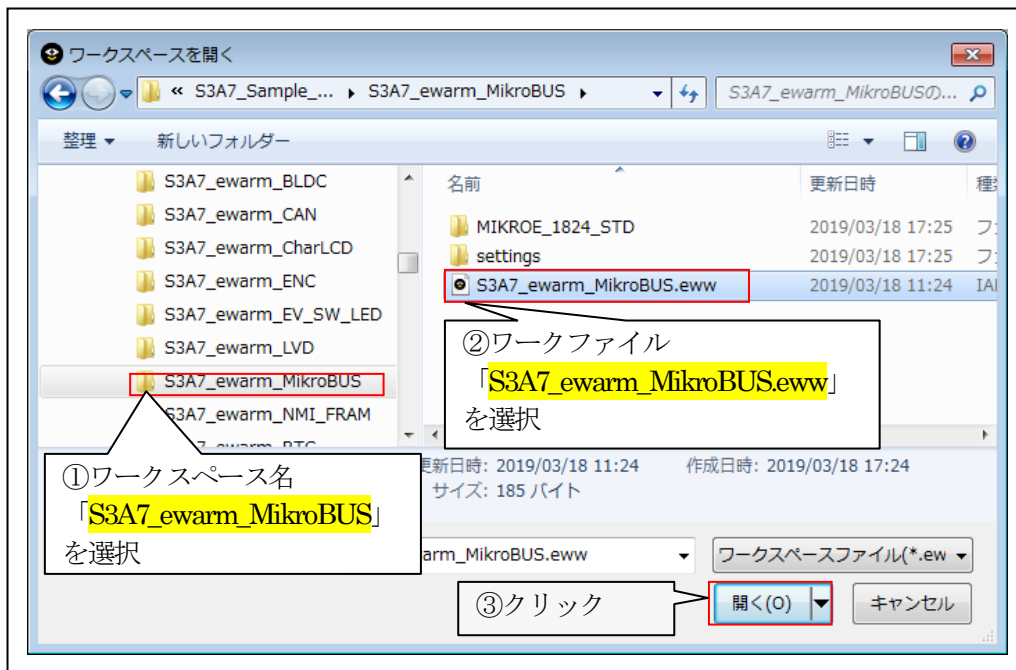 ワークスペースを開く
« S3A7_Sample_... ▸ S3A7_ewarm_MikroBUS ▸
S3A7_ewarm_MikroBUSの...
整理 ▼ 新しいフォルダー
S3A7_ewarm_BLDC
S3A7_ewarm_CAN
S3A7_ewarm_CharLCD
S3A7_ewarm_ENC
S3A7_ewarm_EV_SW_LED
S3A7_ewarm_LVD
S3A7_ewarm_MikroBUS
S3A7_ewarm_NMI_FRAM
名前 更新日時
MIKROE_1824_STD 2019/03/18 17:25
settings 2019/03/18 17:25
S3A7_ewarm_MikroBUS.eww 2019/03/18 11:24
②ワークファイル
「S3A7_ewarm_MikroBUS.eww」
を選択
①ワークスペース名
「S3A7_ewarm_MikroBUS」
を選択
更新日時: 2019/03/18 11:24 作成日時: 2019/03/18 17:24
サイズ: 185 バイト
arm_MikroBUS.eww
ワークスペースファイル(*.ew
③クリック
開く(O)
キャンセル